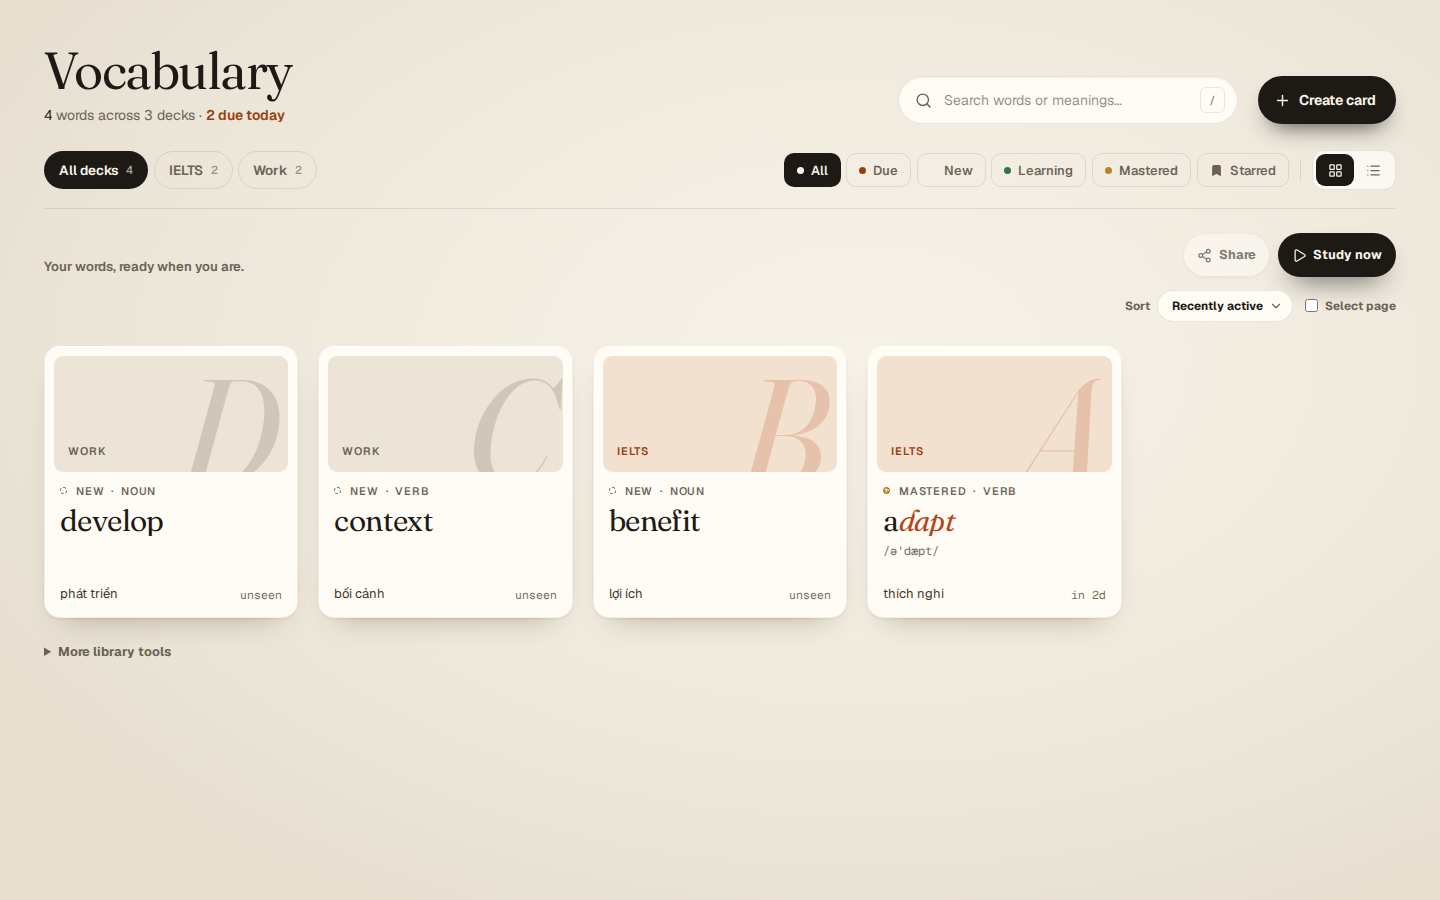 Vocabulary
4 words across 3 decks · 2 due today
Search words or meanings…
/
Create card
All decks 4
IELTS 2
Work 2
All
Due
New
Learning
Mastered
Starred
Your words, ready when you are.
Share
Study now
Sort
Recently active
Select page
D
WORK
NEW · NOUN
develop
phát triển
unseen
C
WORK
NEW · VERB
context
bối cảnh
unseen
B
IELTS
NEW · NOUN
benefit
lợi ích
unseen
A
IELTS
MASTERED · VERB
adapt
/əˈdæpt/
thích nghi
in 2d
More library tools